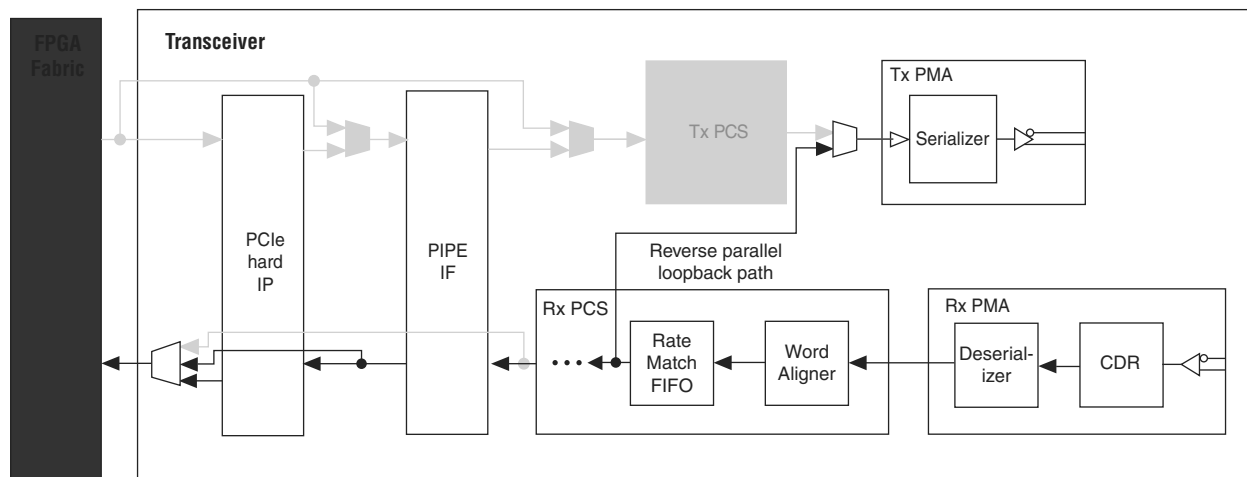 FPGA
Fabric
Transceiver
Tx PMA
Tx PCS
Serializer
PCIe
hard
IP
PIPE
IF
Reverse parallel
loopback path
Rx PCS
Rate
Match
FIFO
Word
Aligner
Rx PMA
Deserial-
izer
CDR